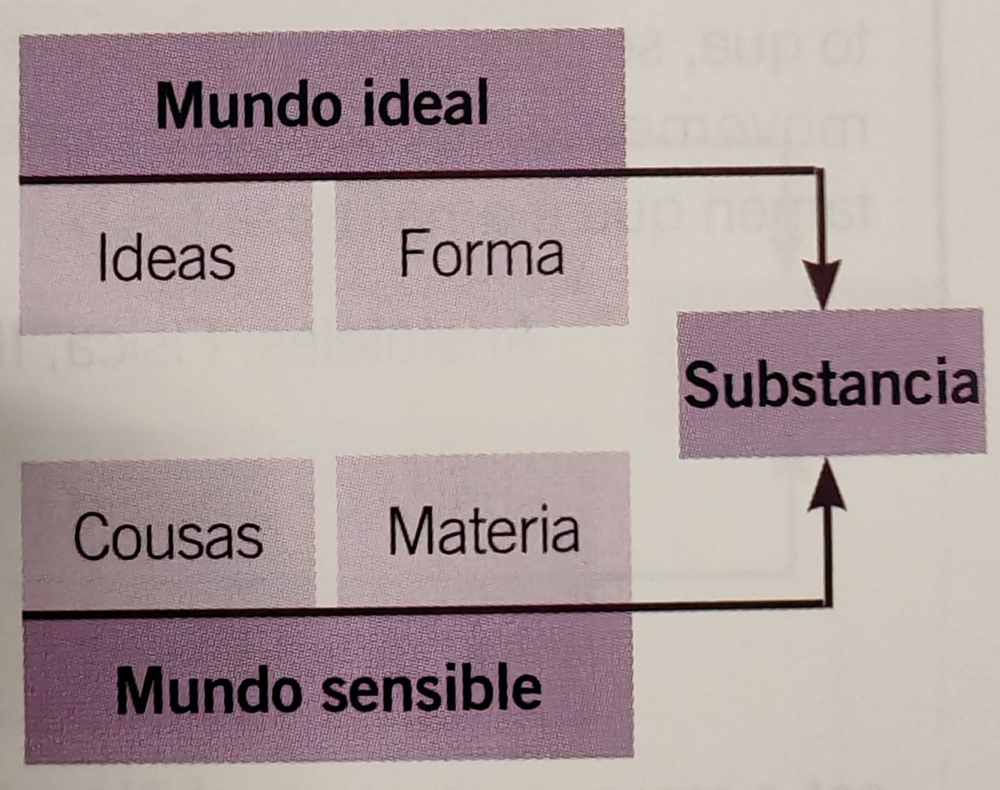 Mundo ideal
Ideas
Forma
Substancia
Cousas
Materia
Mundo sensible